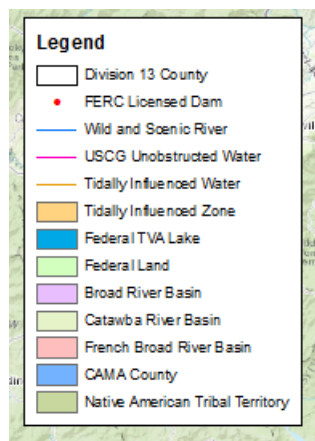 Legend
Division 13 County
FERC Licensed Dam
Wild and Scenic River
USCG Unobstructed Water
Tidally Influenced Water
Tidally Influenced Zone
Federal TVA Lake
Federal Land
Broad River Basin
Catawba River Basin
French Broad River Basin
CAMA County
Native American Tribal Territory